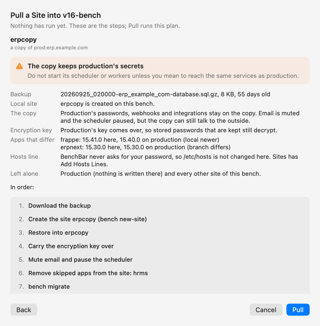 Pull a Site into v16-bench
Nothing has run yet. These are the steps; Pull runs this plan.
erpcopy
a copy of prod:erp.example.com
The copy keeps production's secrets
Do not start its scheduler or workers unless you mean to reach the same services as production.
Backup 20260925_020000-erp_example_com-database.sql.gz, 8 KB, 55 days old
Local site erpcopy is created on this bench.
The copy Production's passwords, webhooks and integrations stay on the copy. Email is muted
and the scheduler paused, but the copy can still talk to the outside.
Encryption key Production's key comes over, so stored passwords that are kept still decrypt.
Apps that differ frappe: 15.41.0 here, 15.40.0 on production (local newer)
erpnext: 15.30.0 here, 15.30.0 on production (branch differs)
Hosts line BenchBar never asks for your password, so /etc/hosts is not changed here. Sites has
Add Hosts Lines.
Left alone Production (nothing is written there) and every other site of this bench.
In order:
1. Download the backup
2. Create the site erpcopy (bench new-site)
3. Restore into erpcopy
4. Carry the encryption key over
5. Mute email and pause the scheduler
6. Remove skipped apps from the site: hrms
7. bench migrate
Back Cancel Pull